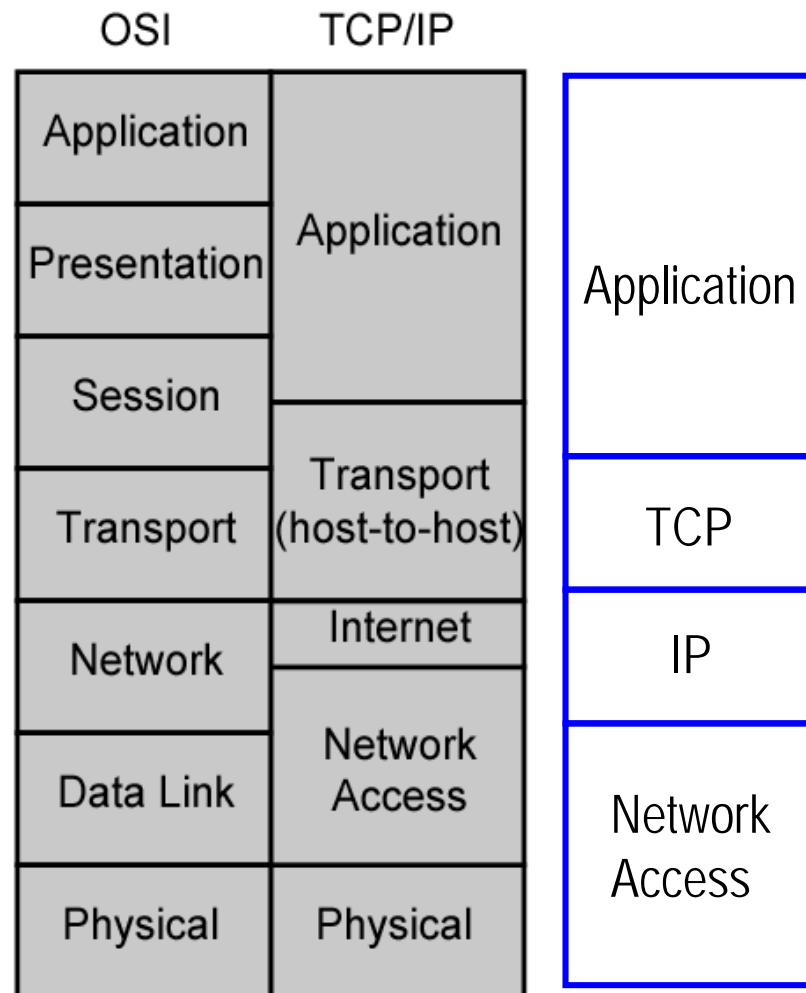 OSI
TCP/IP
Application
Presentation
Session
Transport
Network
Data Link
Physical
Application
Transport
(host-to-host)
Internet
Network
Access
Physical
Application
TCP
IP
Network
Access